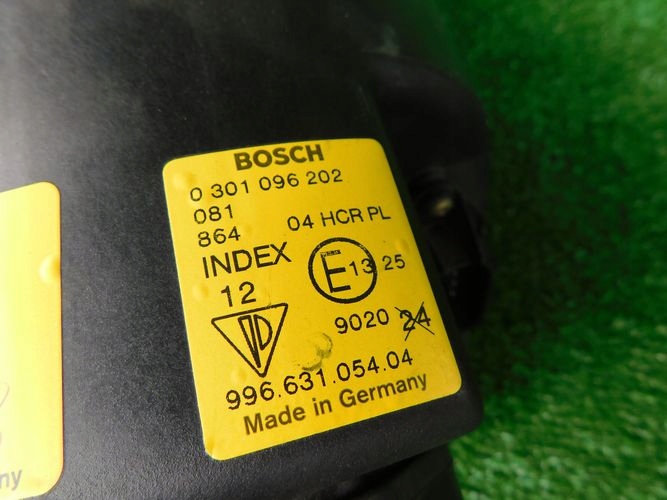 BOSCH
0 301 096 202
081
864 04 HCR PL
INDEX
12
E 13 25
9020 24
996.631.054.04
Made in Germany
ny